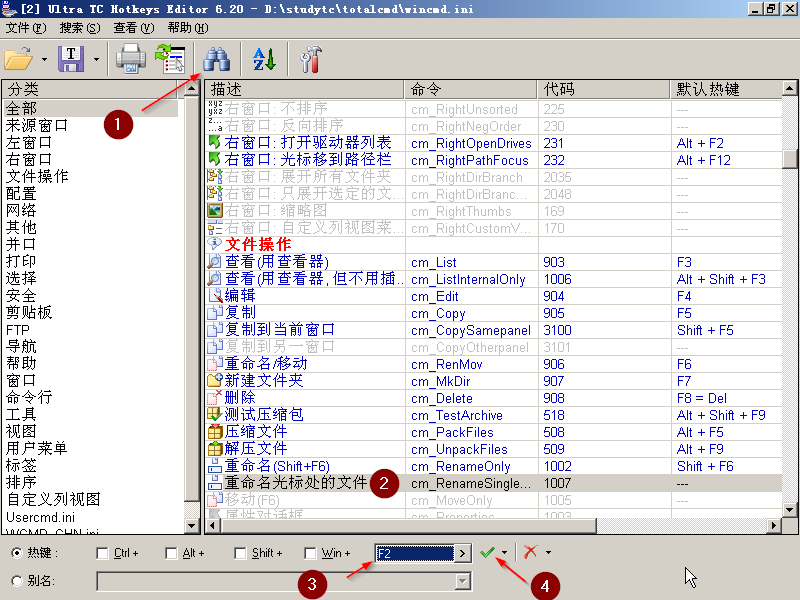 [2] Ultra TC Hotkeys Editor 6.20 - D:\studytc\totalcmd\wincmd.ini
文件(F) 搜索(S) 查看(V) 帮助(H)
分类
全部
来源窗口
左窗口
右窗口
文件操作
配置
网络
其他
并口
打印
选择
安全
剪贴板
FTP
导航
帮助
窗口
命令行
工具
视图
用户菜单
标签
排序
自定义列视图
Usercmd.ini
WCMD_CHN.ini
1
描述 命令 代码 默认热键
右窗口: 不排序 cm_RightUnsorted 225 ---
右窗口: 反向排序 cm_RightNegOrder 230 ---
右窗口: 打开驱动器列表 cm_RightOpenDrives 231 Alt + F2
右窗口: 光标移到路径栏 cm_RightPathFocus 232 Alt + F12
右窗口: 展开所有文件夹 cm_RightDirBranch 2035 ---
右窗口: 只展开选定的文... cm_RightDirBranc... 2048 ---
右窗口: 缩略图 cm_RightThumbs 169 ---
右窗口: 自定义列视图菜... cm_RightCustomV... 170 ---
文件操作
查看(用查看器) cm_List 903 F3
查看(用查看器, 但不用插... cm_ListInternalOnly 1006 Alt + Shift + F3
编辑 cm_Edit 904 F4
复制 cm_Copy 905 F5
复制到当前窗口 cm_CopySamepanel 3100 Shift + F5
复制到另一窗口 cm_CopyOtherpanel 3101 ---
重命名/移动 cm_RenMov 906 F6
新建文件夹 cm_MkDir 907 F7
删除 cm_Delete 908 F8 = Del
测试压缩包 cm_TestArchive 518 Alt + Shift + F9
压缩文件 cm_PackFiles 508 Alt + F5
解压文件 cm_UnpackFiles 509 Alt + F9
重命名(Shift+F6) cm_RenameOnly 1002 Shift + F6
重命名光标处的文件 2 cm_RenameSingle... 1007 ---
移动(F6) cm_MoveOnly 1005 ---
属性对话框 cm_Properties 1003 ---
热键: Ctrl + Alt + Shift + Win + F2
别名:
3
4